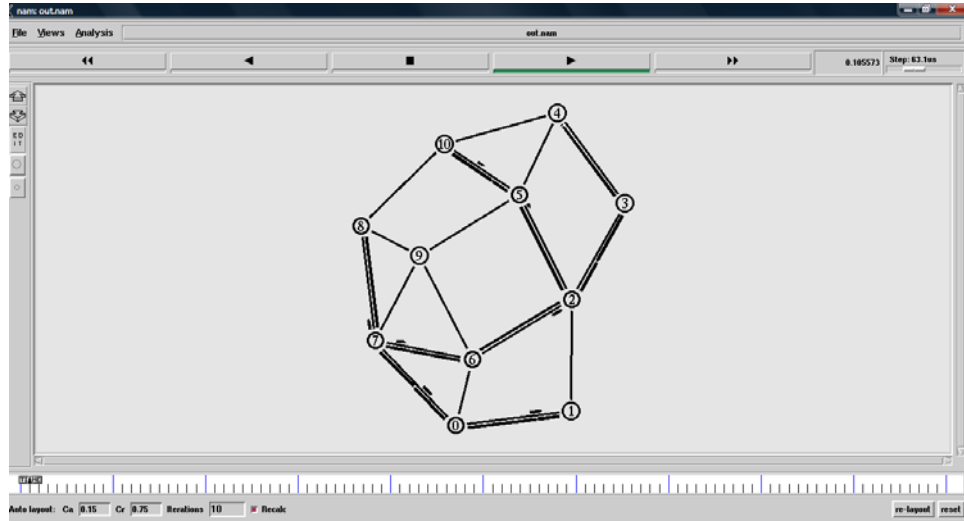 nam: out.nam
File Views Analysis out.nam
0.105573 Step: 63.1us
E D
I T
4
10
5
3
8
9
2
7
6
1
0
TIME
Auto layout: Ca 0.15 Cr 0.75 Iterations 10 Recalc re-layout reset